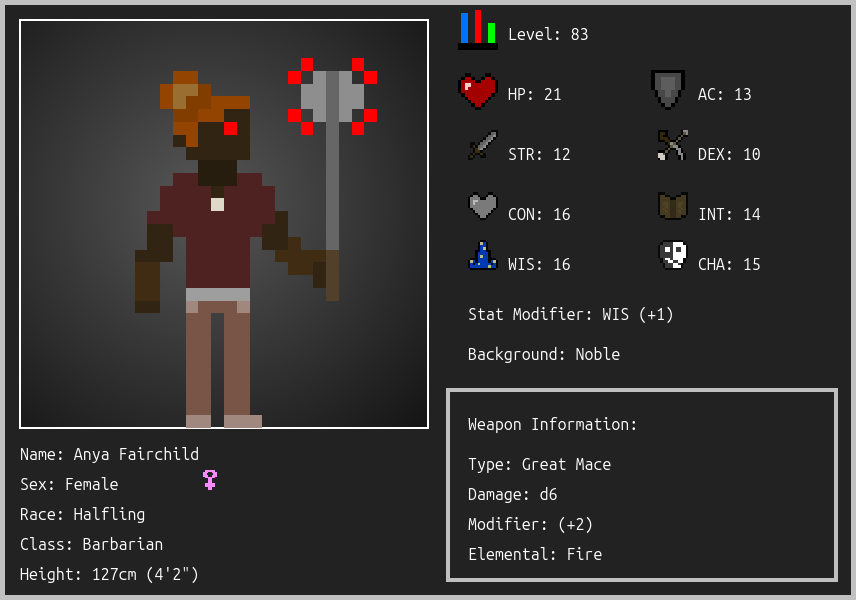 Level: 83
HP: 21
AC: 13
STR: 12
DEX: 10
CON: 16
INT: 14
WIS: 16
CHA: 15
Stat Modifier: WIS (+1)
Background: Noble
Weapon Information:
Type: Great Mace
Damage: d6
Modifier: (+2)
Elemental: Fire
Name: Anya Fairchild
Sex: Female
Race: Halfling
Class: Barbarian
Height: 127cm (4'2")